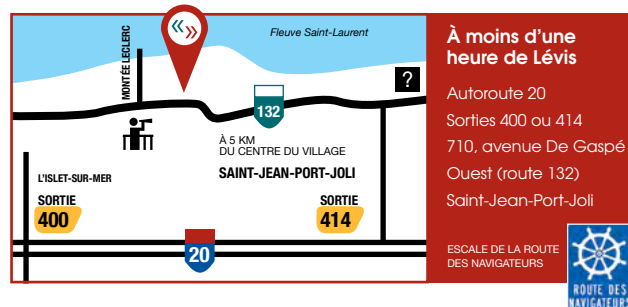 Fleuve Saint-Laurent
MONTÉE LECLERC
?
132
À 5 KM
DU CENTRE DU VILLAGE
SAINT-JEAN-PORT-JOLI
L'ISLET-SUR-MER
SORTIE
400
SORTIE
414
20
À moins d'une
heure de Lévis
Autoroute 20
Sorties 400 ou 414
710, avenue De Gaspé
Ouest (route 132)
Saint-Jean-Port-Joli
ESCALE DE LA ROUTE
DES NAVIGATEURS
ROUTE DES
NAVIGATEURS